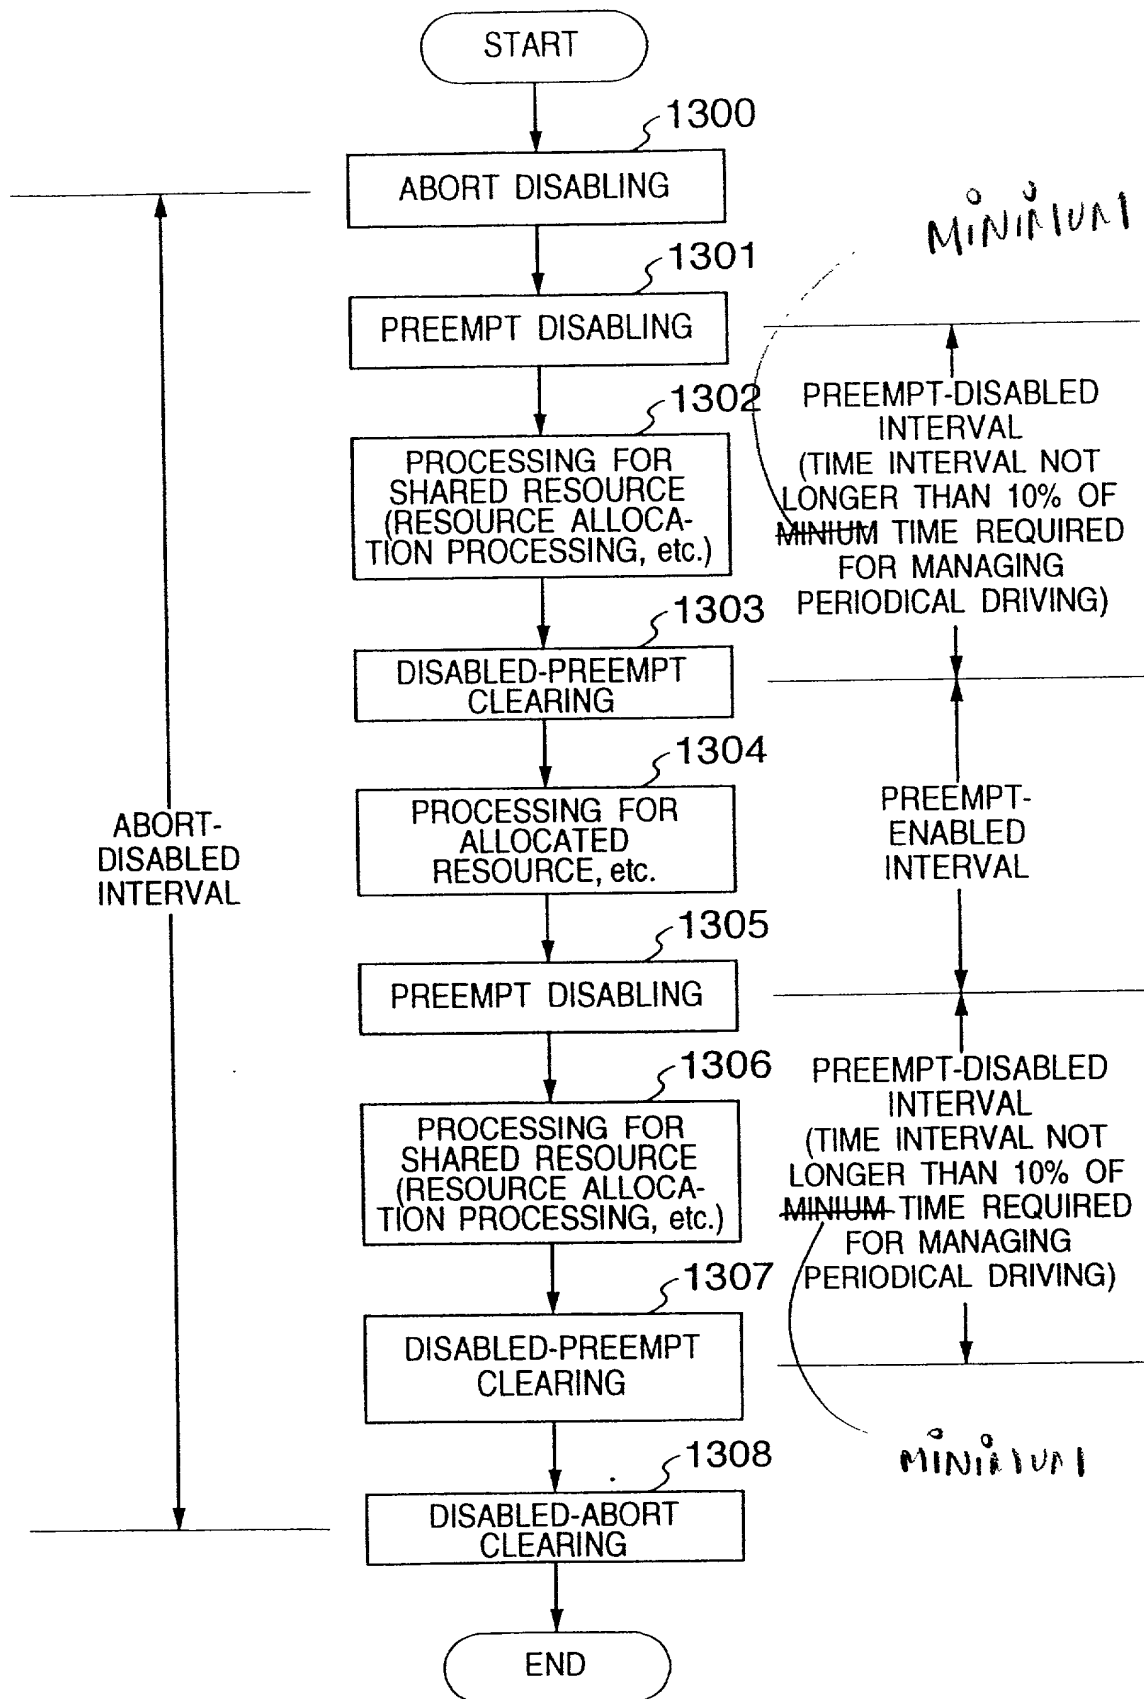 START
1300
ABORT DISABLING
MINIMUM
1301
PREEMPT DISABLING
1302
PROCESSING FOR
SHARED RESOURCE
(RESOURCE ALLOCA-
TION PROCESSING, etc.)
PREEMPT-DISABLED
INTERVAL
(TIME INTERVAL NOT
LONGER THAN 10% OF
MINIUM TIME REQUIRED
FOR MANAGING
PERIODICAL DRIVING)
1303
DISABLED-PREEMPT
CLEARING
1304
PROCESSING FOR
ALLOCATED
RESOURCE, etc.
ABORT-
DISABLED
INTERVAL
PREEMPT-
ENABLED
INTERVAL
1305
PREEMPT DISABLING
1306
PROCESSING FOR
SHARED RESOURCE
(RESOURCE ALLOCA-
TION PROCESSING, etc.)
PREEMPT-DISABLED
INTERVAL
(TIME INTERVAL NOT
LONGER THAN 10% OF
MINIUM TIME REQUIRED
FOR MANAGING
PERIODICAL DRIVING)
1307
DISABLED-PREEMPT
CLEARING
MINIMUM
1308
DISABLED-ABORT
CLEARING
END